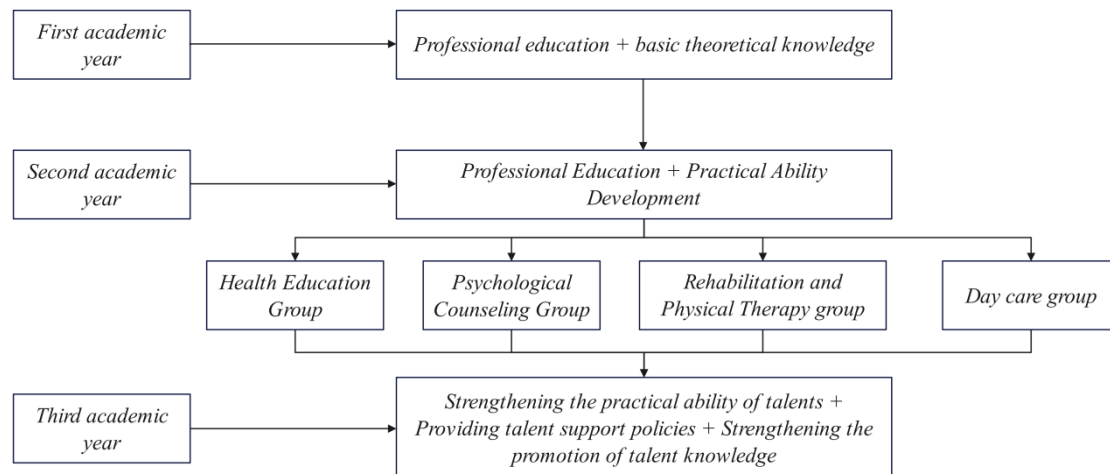 First academic
year
Professional education + basic theoretical knowledge
Second academic
year
Professional Education + Practical Ability
Development
Health Education
Group
Psychological
Counseling Group
Rehabilitation and
Physical Therapy group
Day care group
Third academic
year
Strengthening the practical ability of talents +
Providing talent support policies + Strengthening the
promotion of talent knowledge